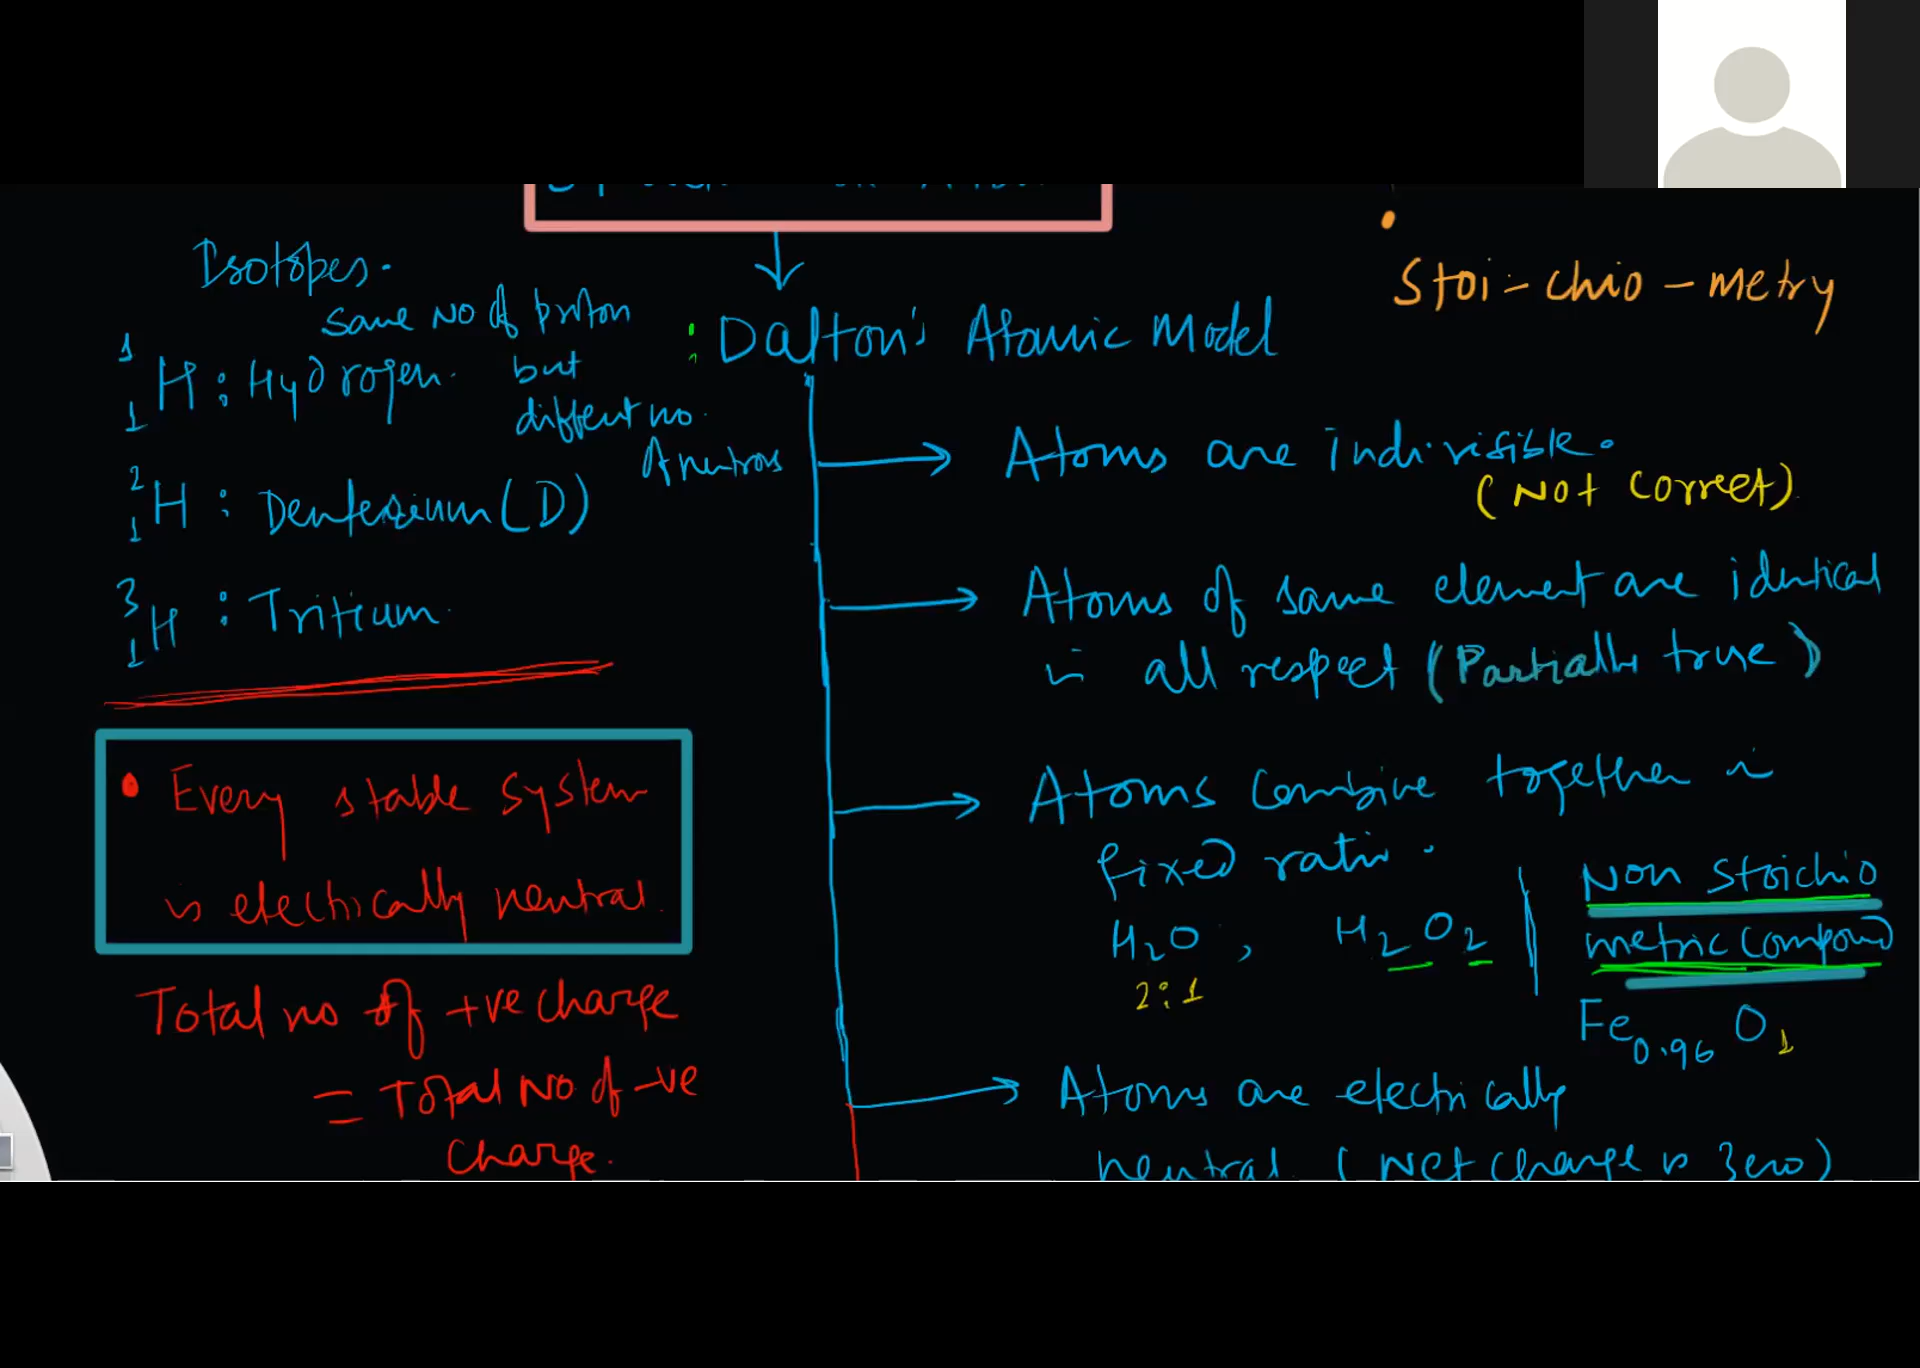 Isotopes.
same No of proton
but
different no.
of neutrons
1 1 H : Hydrogen.
2 1 H : Deuterium (D)
3 1 H : Tritium.
• Every stable system
is electrically neutral.
Total no of +ve charge
= Total No of -ve
charge.
: Dalton's Atomic Model
Stoi - chio - metry
Atoms are indivisible.
(Not correct).
Atoms of same element are identical
in all respect (Partially true)
Atoms combine together in
fixed ratio.
H2O , H2O2
2:1
Non Stoichio
metric compound
Fe0.96 O1
Atoms are electrically
neutral. (Net charge is zero)